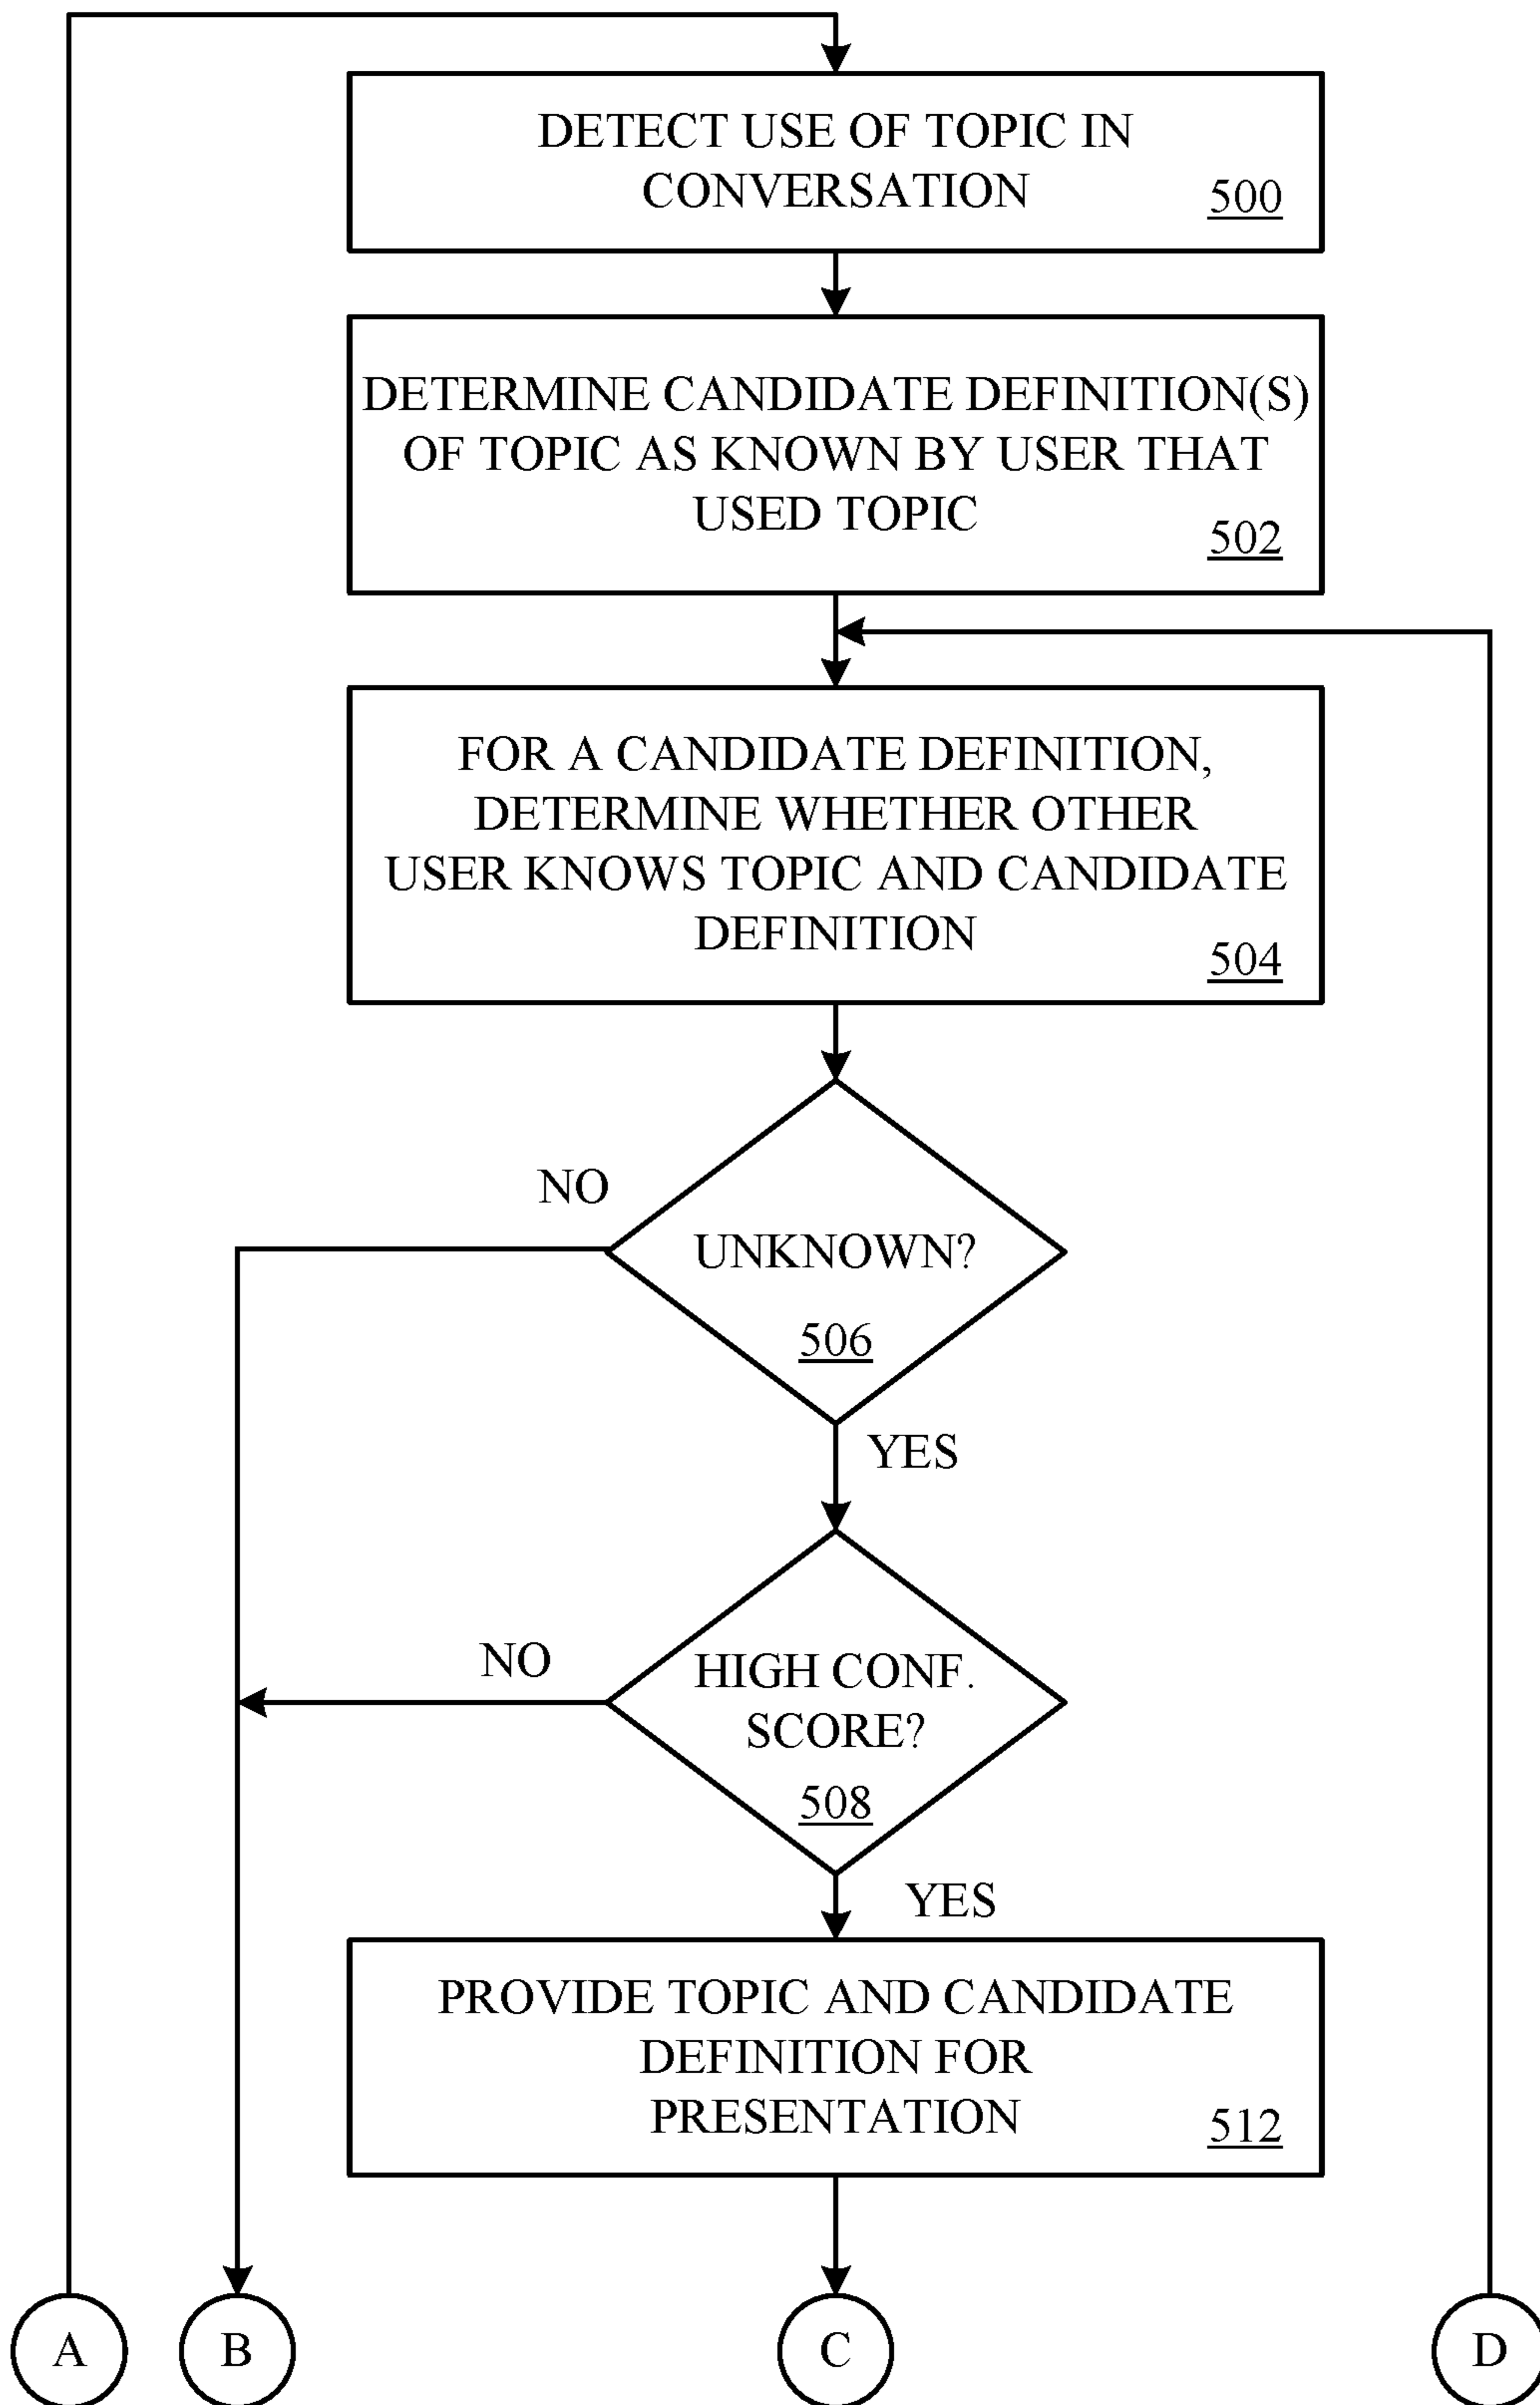 DETECT USE OF TOPIC IN
CONVERSATION
500
DETERMINE CANDIDATE DEFINITION(S)
OF TOPIC AS KNOWN BY USER THAT
USED TOPIC
502
FOR A CANDIDATE DEFINITION,
DETERMINE WHETHER OTHER
USER KNOWS TOPIC AND CANDIDATE
DEFINITION
504
NO
UNKNOWN?
506
YES
NO
HIGH CONF.
SCORE?
508
YES
PROVIDE TOPIC AND CANDIDATE
DEFINITION FOR
PRESENTATION
512
A
B
C
D